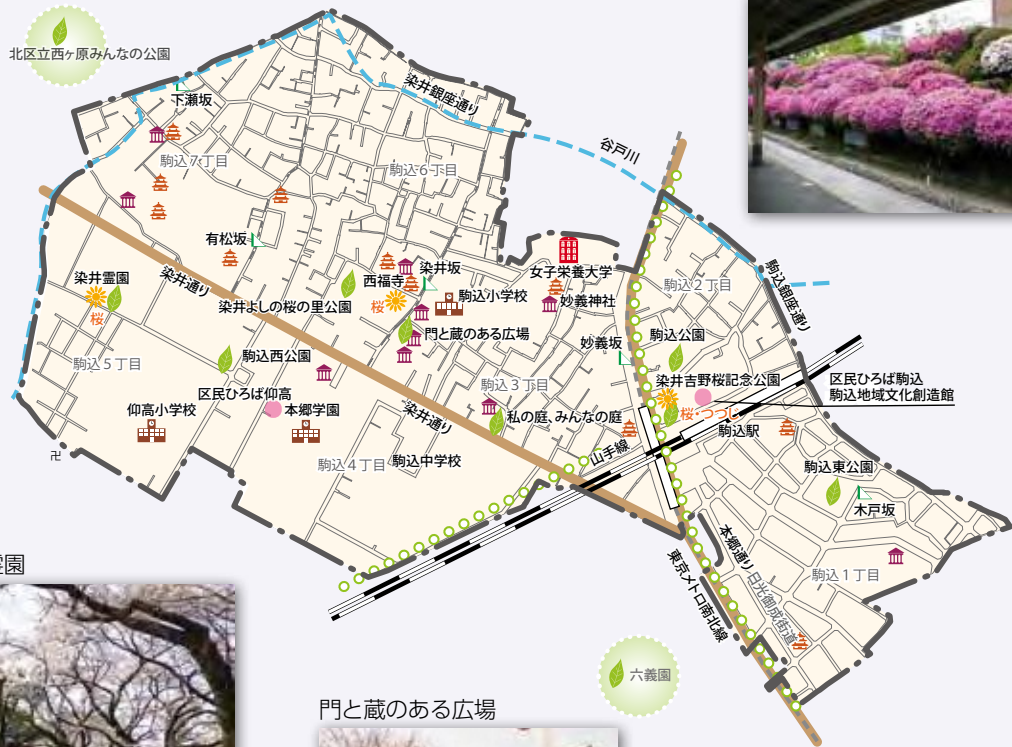 北区立西ヶ原みんなの公園
下瀬坂
染井銀座通り
谷戸川
駒込7丁目
駒込6丁目
有松坂
染井坂
女子栄養大学
駒込2丁目
駒込銀座通り
染井霊園
桜
染井通り
西福寺
桜
駒込小学校
妙義神社
染井よしの桜の里公園
門と蔵のある広場
妙義坂
駒込公園
駒込5丁目
駒込西公園
駒込3丁目
染井吉野桜記念公園
区民ひろば駒込
駒込地域文化創造館
区民ひろば仰高
仰高小学校
本郷学園
染井通り
私の庭、みんなの庭
桜・つつじ
駒込駅
卍
駒込4丁目
駒込中学校
山手線
駒込東公園
木戸坂
本郷通り
日光御成街道
駒込1丁目
東京メトロ南北線
霊園
六義園
門と蔵のある広場